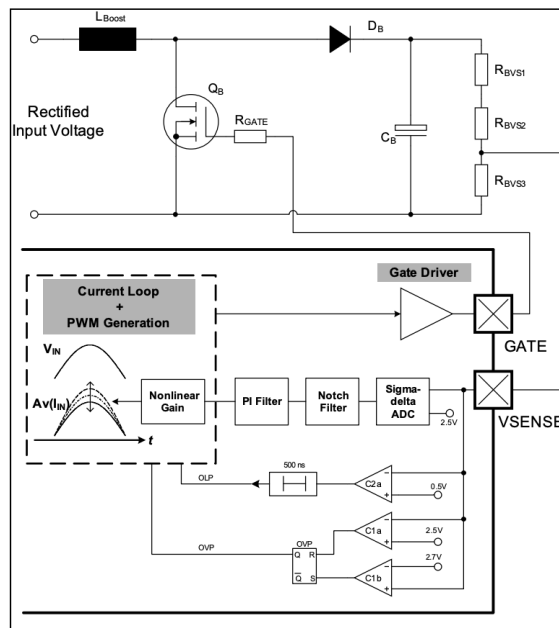 LBoost
DB
QB
RGATE
CB
RBVS1
RBVS2
RBVS3
Rectified
Input Voltage
Current Loop
+
PWM Generation
Gate Driver
GATE
VIN
Av(IIN)
t
Nonlinear
Gain
PI Filter
Notch
Filter
Sigma-
delta
ADC
2.5V
VSENSE
500 ns
OLP
C2a
0.5V
C1a
2.5V
OVP
OVP
Q R
Q S
C1b
2.7V